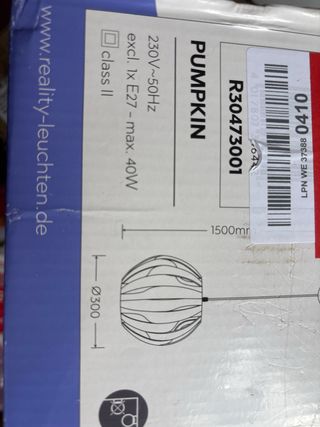 www.reality-leuchten.de
R30473001
PUMPKIN
230V~50Hz
excl. 1x E27 – max. 40W
class II
LPN WE 37388 0410
1500mm
Ø300